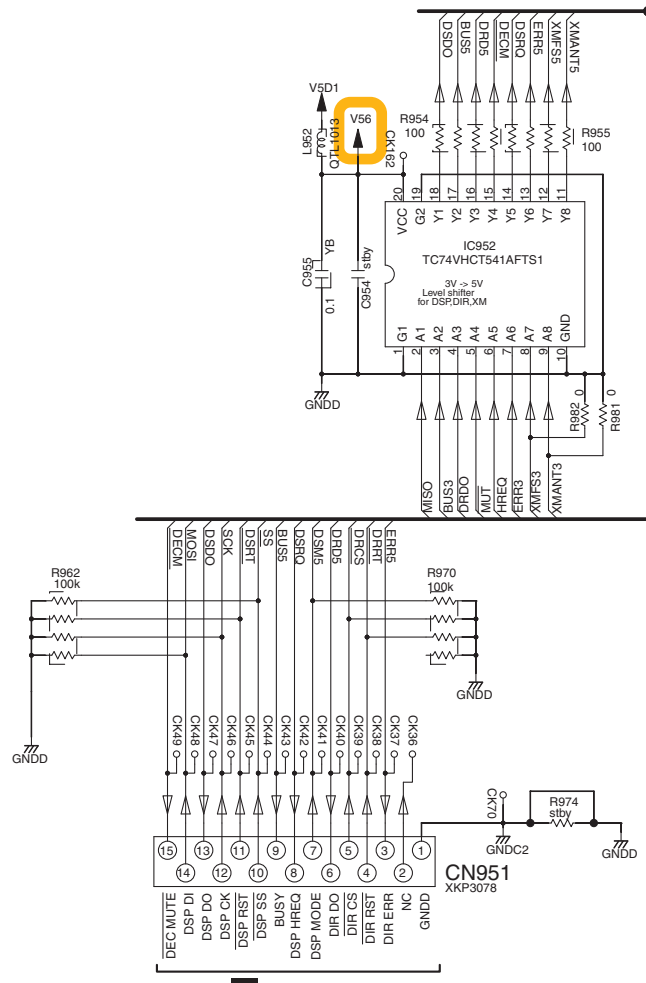 DSDO
BUS5
DRD5
DECM
DSRQ
ERR5
XMFS5
XMANT5
V5D1
V56
L952
QTL1013
CK162
R954
100
R955
100
20
19
18
17
16
15
14
13
12
11
VCC
G2
Y1
Y2
Y3
Y4
Y5
Y6
Y7
Y8
IC952
TC74VHCT541AFTS1
3V -> 5V
Level shifter
for DSP,DIR,XM
YB
C955
0.1
stby
C954
G1
A1
A2
A3
A4
A5
A6
A7
A8
GND
1
2
3
4
5
6
7
8
9
10
GNDD
R982
0
R981
0
MISO
BUS3
DRDO
MUT
HREQ
ERR3
XMFS3
XMANT3
DECM
MOSI
DSDO
SCK
DSRT
SS
BUS5
DSRQ
DSM5
DRD5
DRCS
DRRT
ERR5
R962
100k
R970
100k
GNDD
GNDD
CK49
CK48
CK47
CK46
CK45
CK44
CK43
CK42
CK41
CK40
CK39
CK38
CK37
CK36
CK70
R974
stby
GNDC2
GNDD
15
14
13
12
11
10
9
8
7
6
5
4
3
2
1
CN951
XKP3078
DEC MUTE
DSP DI
DSP DO
DSP CK
DSP RST
DSP SS
BUSY
DSP HREQ
DSP MODE
DIR DO
DIR CS
DIR RST
DIR ERR
NC
GNDD